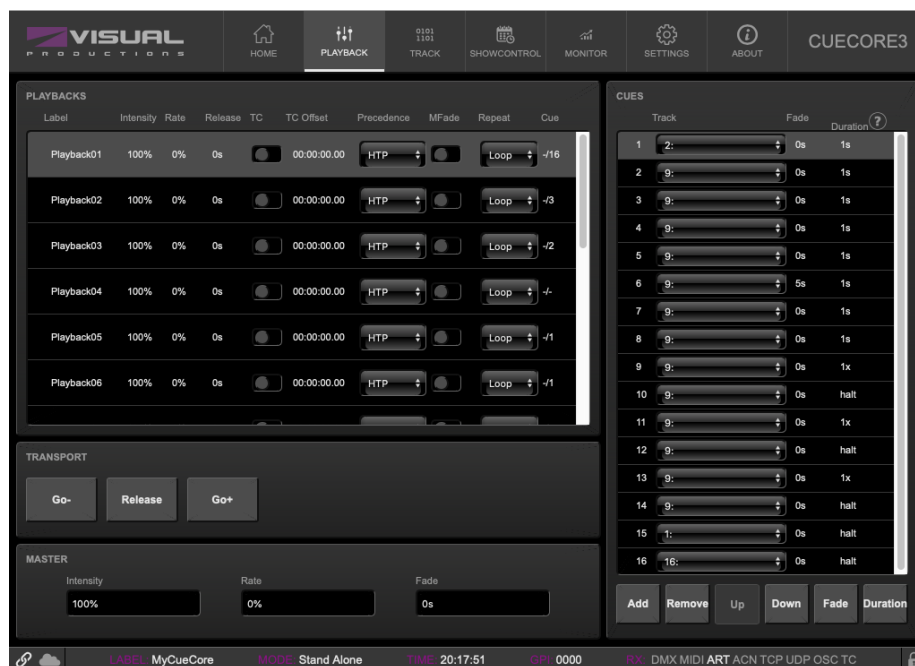 VISUAL
PRODUCTIONS
HOME
PLAYBACK
0101
1101
TRACK
SHOWCONTROL
MONITOR
SETTINGS
ABOUT
CUECORE3
PLAYBACKS
Label Intensity Rate Release TC TC Offset Precedence MFade Repeat Cue
Playback01 100% 0% 0s 00:00:00.00 HTP Loop -/16
Playback02 100% 0% 0s 00:00:00.00 HTP Loop -/3
Playback03 100% 0% 0s 00:00:00.00 HTP Loop -/2
Playback04 100% 0% 0s 00:00:00.00 HTP Loop -/-
Playback05 100% 0% 0s 00:00:00.00 HTP Loop -/1
Playback06 100% 0% 0s 00:00:00.00 HTP Loop -/1
TRANSPORT
Go- Release Go+
MASTER
Intensity Rate Fade
100% 0% 0s
CUES
Track Fade Duration ?
1 2: 0s 1s
2 9: 0s 1s
3 9: 0s 1s
4 9: 0s 1s
5 9: 0s 1s
6 9: 5s 1s
7 9: 0s 1s
8 9: 0s 1s
9 9: 0s 1x
10 9: 0s halt
11 9: 0s 1x
12 9: 0s halt
13 9: 0s 1x
14 9: 0s halt
15 1: 0s halt
16 16: 0s halt
Add Remove Up Down Fade Duration
LABEL: MyCueCore MODE: Stand Alone TIME: 20:17:51 GPI: 0000 RX: DMX MIDI ART ACN TCP UDP OSC TC